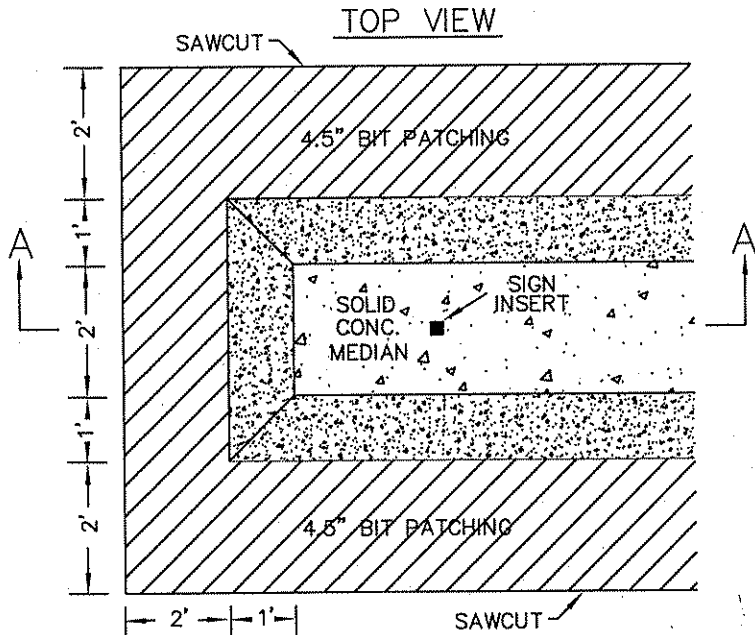 TOP VIEW
SAWCUT
4.5" BIT PATCHING
2'
1'
2'
1'
2'
A
A
SOLID
CONC.
MEDIAN
SIGN
INSERT
4.5" BIT PATCHING
2'
1'
SAWCUT